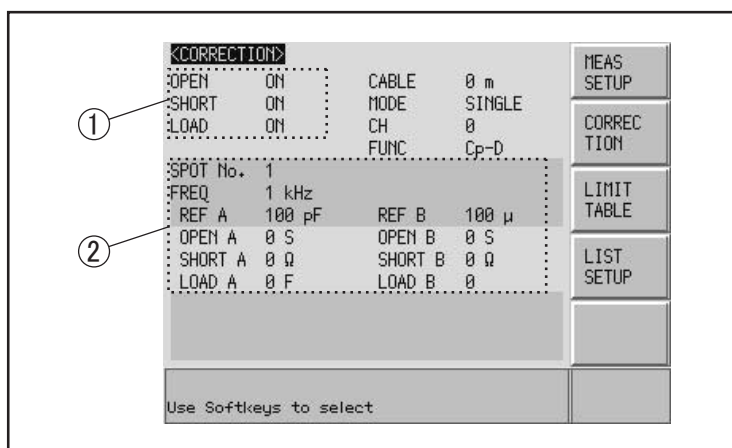 <CORRECTION>
OPEN ON CABLE 0 m
SHORT ON MODE SINGLE
LOAD ON CH 0
FUNC Cp-D
SPOT No. 1
FREQ 1 kHz
REF A 100 pF REF B 100 μ
OPEN A 0 S OPEN B 0 S
SHORT A 0 Ω SHORT B 0 Ω
LOAD A 0 F LOAD B 0
Use Softkeys to select
MEAS
SETUP
CORREC
TION
LIMIT
TABLE
LIST
SETUP
①
②